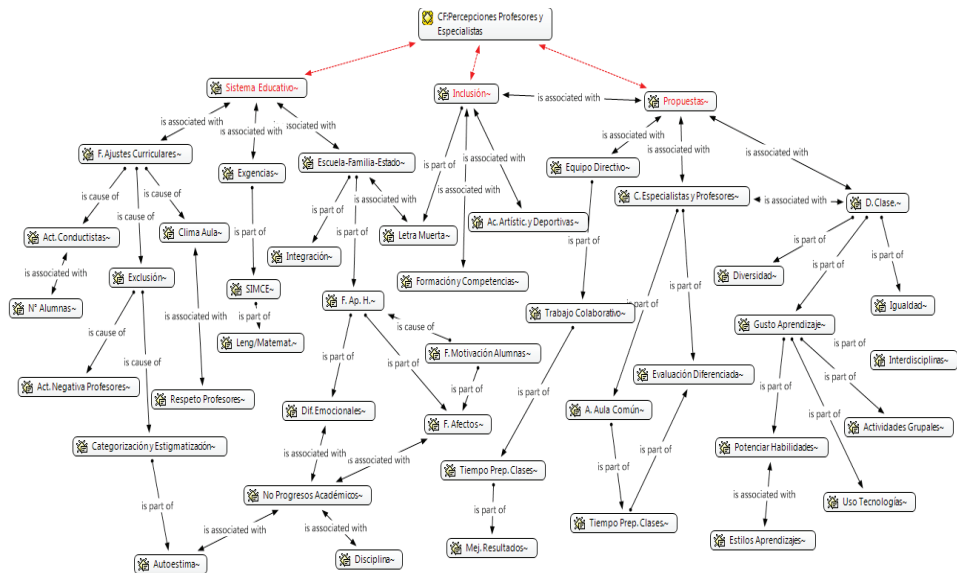 CF:Percepciones Profesores y
Especialistas
Sistema Educativo~
Inclusión~
is associated with
Propuestas~
is associated with
is associated with
is associated with
is part of
is associated with
is associated with
is associated with
is associated with
is associated with
F. Ajustes Curriculares~
Exgencias~
Escuela-Familia-Estado~
Equipo Directivo~
C. Especialistas y Profesores~
is associated with
D. Clase.~
is cause of
is cause of
is cause of
is part of
is part of
is part of
is associated with
Act. Conductistas~
Clima Aula~
Integración~
Letra Muerta~
Ac. Artístic. y Deportivas~
is part of
is part of
is part of
is part of
is associated with
Exclusión~
SIMCE~
Formación y Competencias~
Diversidad~
Igualdad~
N° Alumnas~
F. Ap. H.~
Trabajo Colaborativo~
is part of
Gusto Aprendizaje~
is cause of
is cause of
is associated with
is part of
Leng/Matemat.~
is cause of
F. Motivación Alumnas~
is part of
is part of
Interdisciplinas~
Act. Negativa Profesores~
Respeto Profesores~
is part of
is part of
is part of
is part of
Evaluación Diferenciada~
is part of
is part of
is part of
Dif. Emocionales~
F. Afectos~
A. Aula Común~
Actividades Grupales~
Categorización y Estigmatización~
is associated with
is associated with
Tiempo Prep. Clases~
is part of
is part of
Potenciar Habilidades~
is part of
No Progresos Académicos~
is part of
is associated with
Uso Tecnologías~
is associated with
is associated with
Tiempo Prep. Clases~
Autoestima~
Disciplina~
Mej. Resultados~
Estilos Aprendizajes~